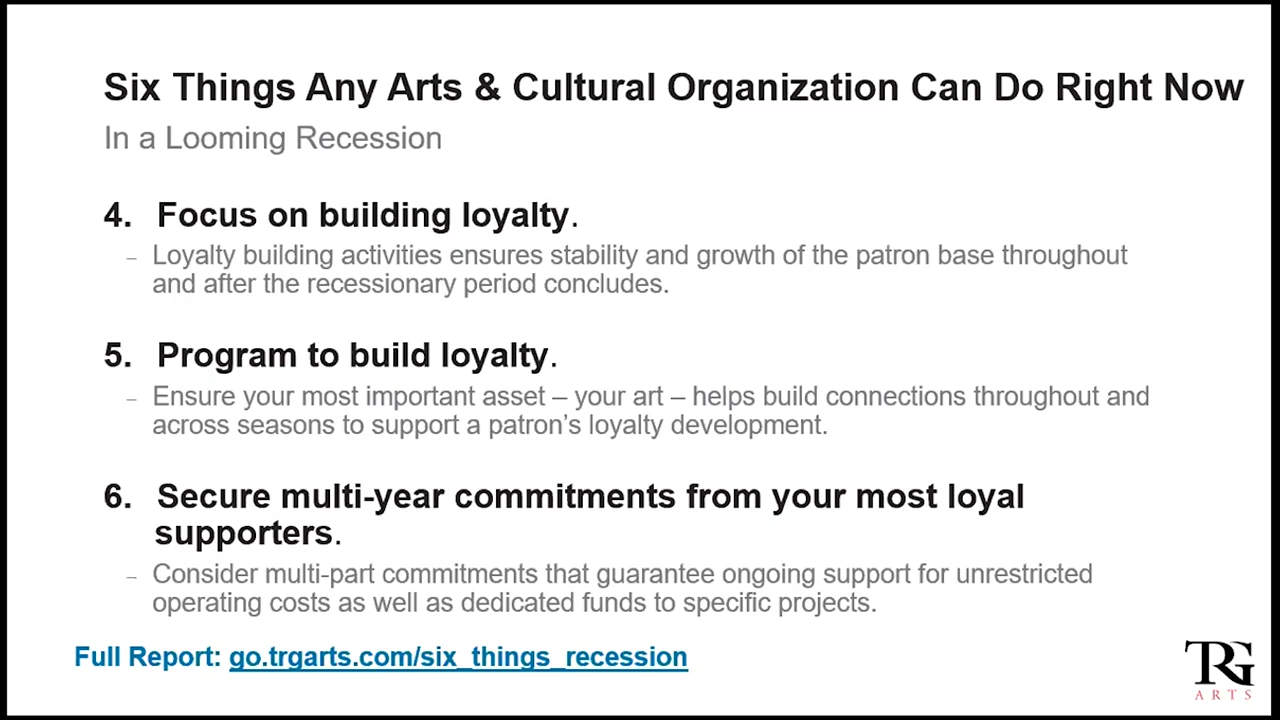 Six Things Any Arts & Cultural Organization Can Do Right Now
In a Looming Recession
4. Focus on building loyalty.
– Loyalty building activities ensures stability and growth of the patron base throughout
and after the recessionary period concludes.
5. Program to build loyalty.
– Ensure your most important asset – your art – helps build connections throughout and
across seasons to support a patron’s loyalty development.
6. Secure multi-year commitments from your most loyal
supporters.
– Consider multi-part commitments that guarantee ongoing support for unrestricted
operating costs as well as dedicated funds to specific projects.
Full Report: go.trgarts.com/six_things_recession
TRG
ARTS